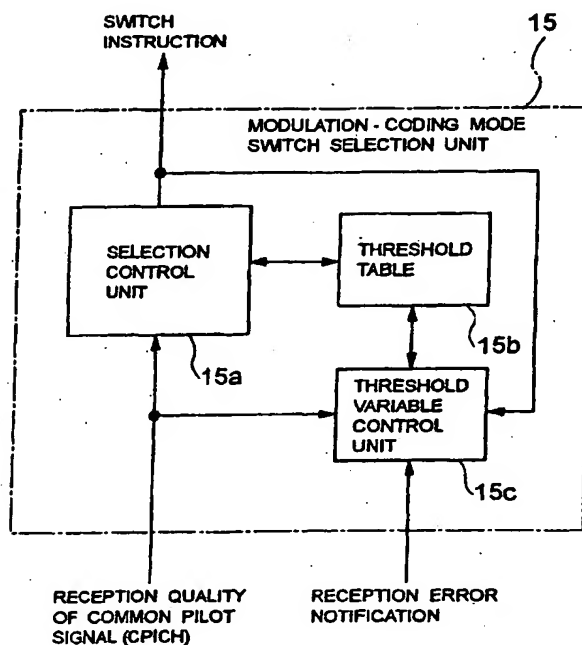 SWITCH
INSTRUCTION
15
MODULATION - CODING MODE
SWITCH SELECTION UNIT
SELECTION
CONTROL
UNIT
15a
THRESHOLD
TABLE
15b
THRESHOLD
VARIABLE
CONTROL
UNIT
15c
RECEPTION QUALITY
OF COMMON PILOT
SIGNAL (CPICH)
RECEPTION ERROR
NOTIFICATION